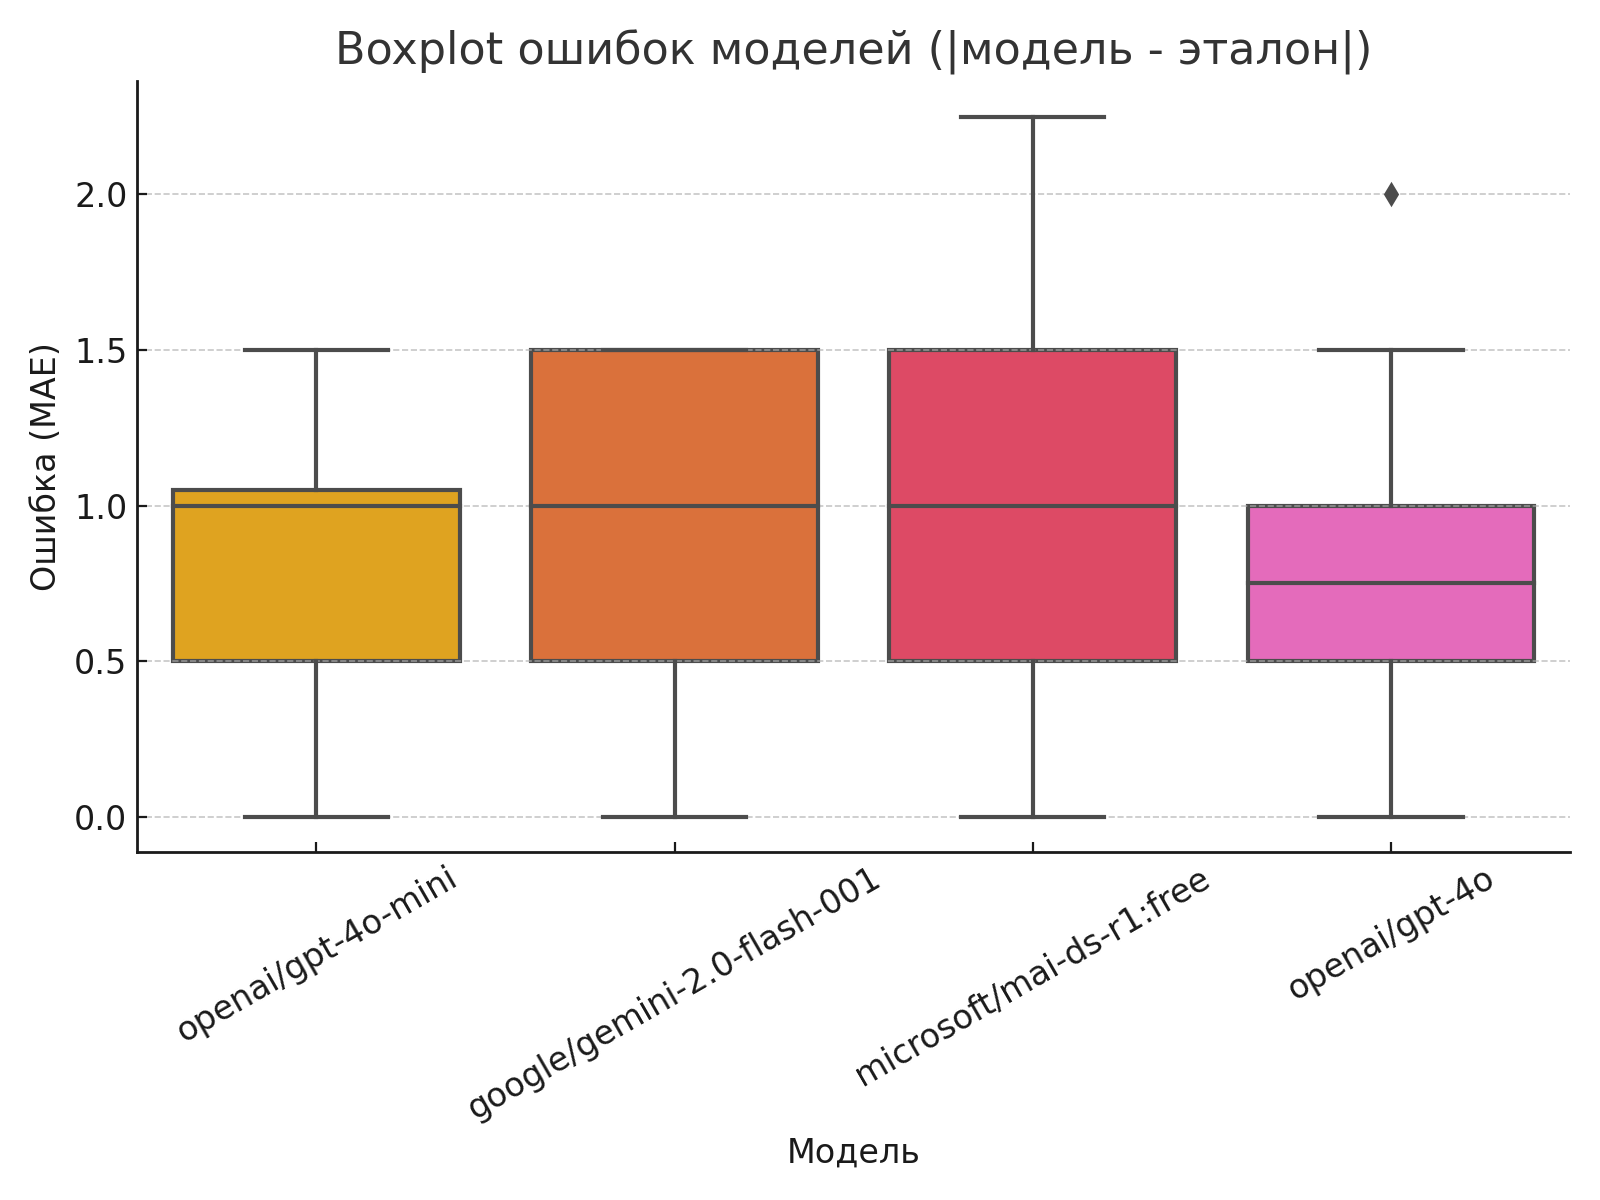 Boxplot ошибок моделей (|модель - эталон|)
Ошибка (MAE)
2.0
1.5
1.0
0.5
0.0
openai/gpt-4o-mini
google/gemini-2.0-flash-001
microsoft/mai-ds-r1:free
openai/gpt-4o
Модель